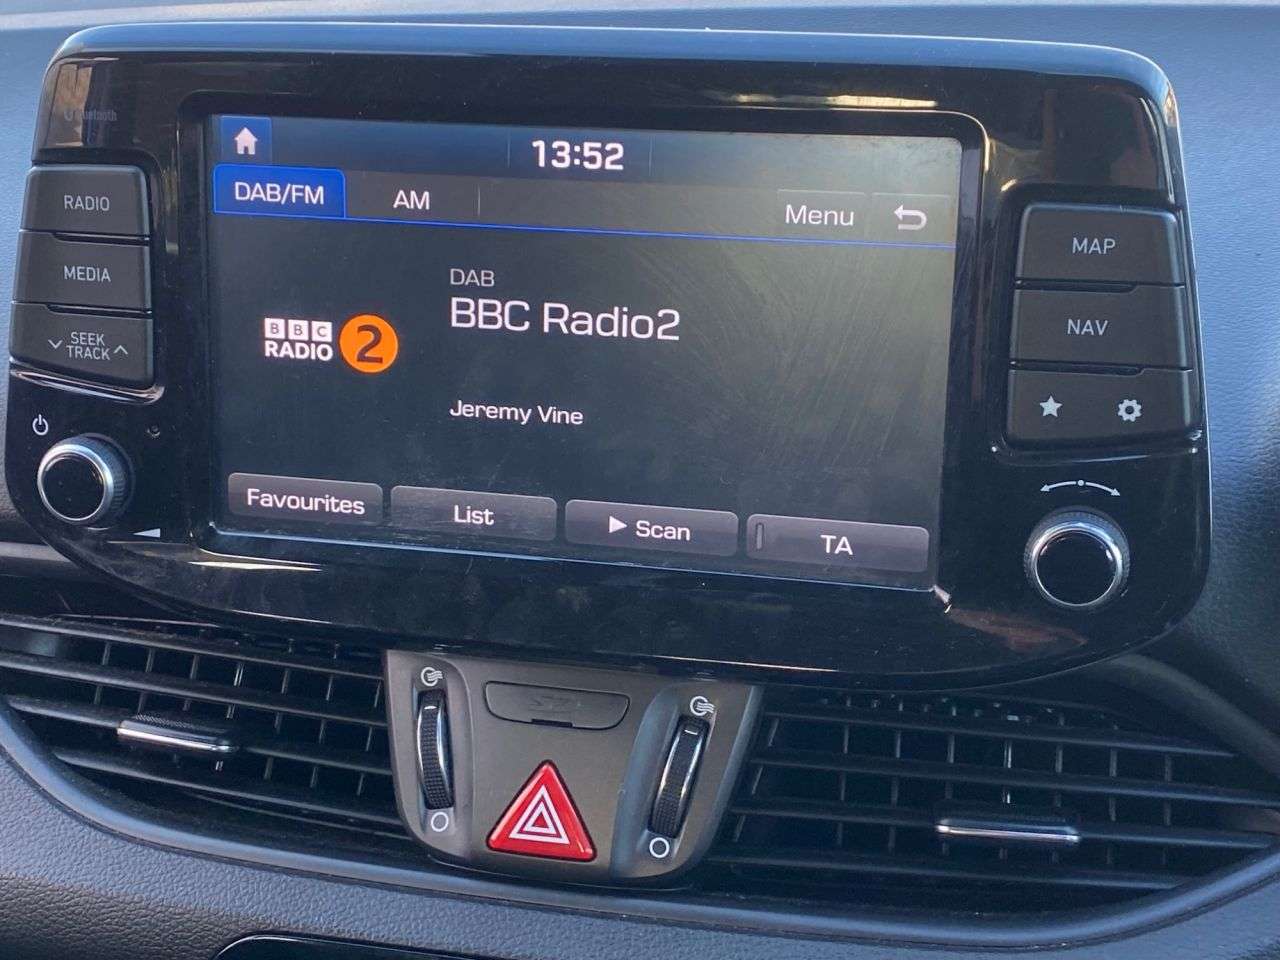 Bluetooth
13:52
DAB/FM
AM
Menu
RADIO
MEDIA
SEEK
TRACK
MAP
NAV
DAB
BBC Radio2
BBC
RADIO 2
Jeremy Vine
Favourites
List
Scan
TA